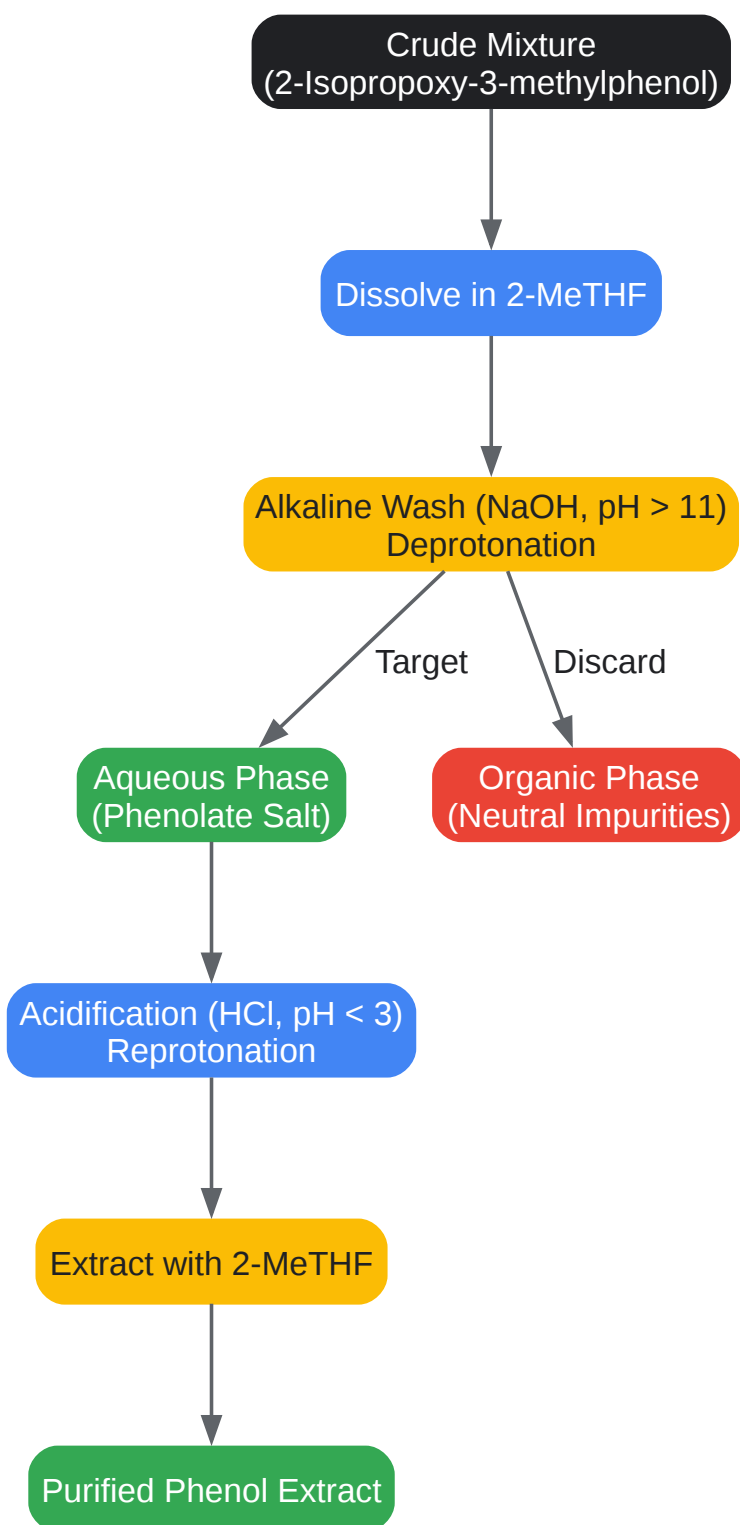 Crude Mixture
(2-Isopropoxy-3-methylphenol)
Dissolve in 2-MeTHF
Alkaline Wash (NaOH, pH > 11)
Deprotonation
Target
Discard
Aqueous Phase
(Phenolate Salt)
Organic Phase
(Neutral Impurities)
Acidification (HCl, pH < 3)
Reprotonation
Extract with 2-MeTHF
Purified Phenol Extract